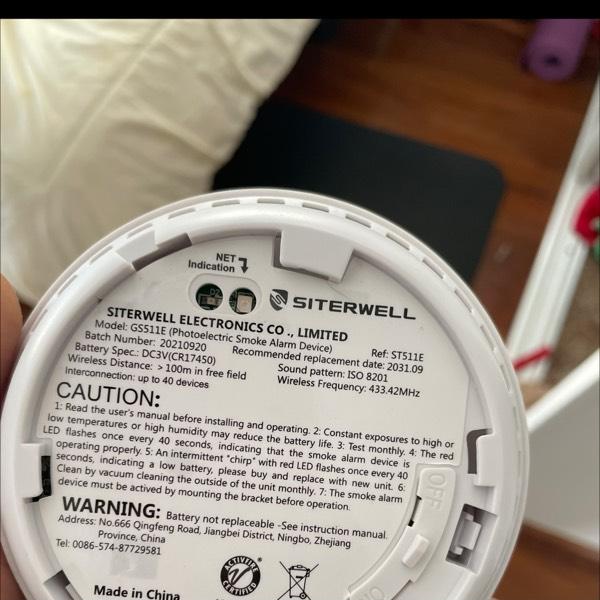 NET
Indication
SITERWELL
SITERWELL ELECTRONICS CO ., LIMITED
Model: GS511E (Photoelectric Smoke Alarm Device)
Batch Number: 20210920
Ref: ST511E
Battery Spec.: DC3V(CR17450)
Recommended replacement date: 2031.09
Wireless Distance: > 100m in free field
Sound pattern: ISO 8201
Interconnection: up to 40 devices
Wireless Frequency: 433.42MHz
CAUTION:
1: Read the user's manual before installing and operating. 2: Constant exposures to high or
low temperatures or high humidity may reduce the battery life. 3: Test monthly. 4: The red
LED flashes once every 40 seconds, indicating that the smoke alarm device is
operating properly. 5: An intermittent "chirp" with red LED flashes once every 40
seconds, indicating a low battery, please buy and replace with new unit. 6:
Clean by vacuum cleaning the outside of the unit monthly. 7: The smoke alarm
device must be actived by mounting the bracket before operation.
WARNING: Battery not replaceable -See instruction manual.
Address: No.666 Qingfeng Road, Jiangbei District, Ningbo, Zhejiang
Province, China
Tel: 0086-574-87729581
Made in China
ACTIVFIRE
CERTIFIED
OFF
ON